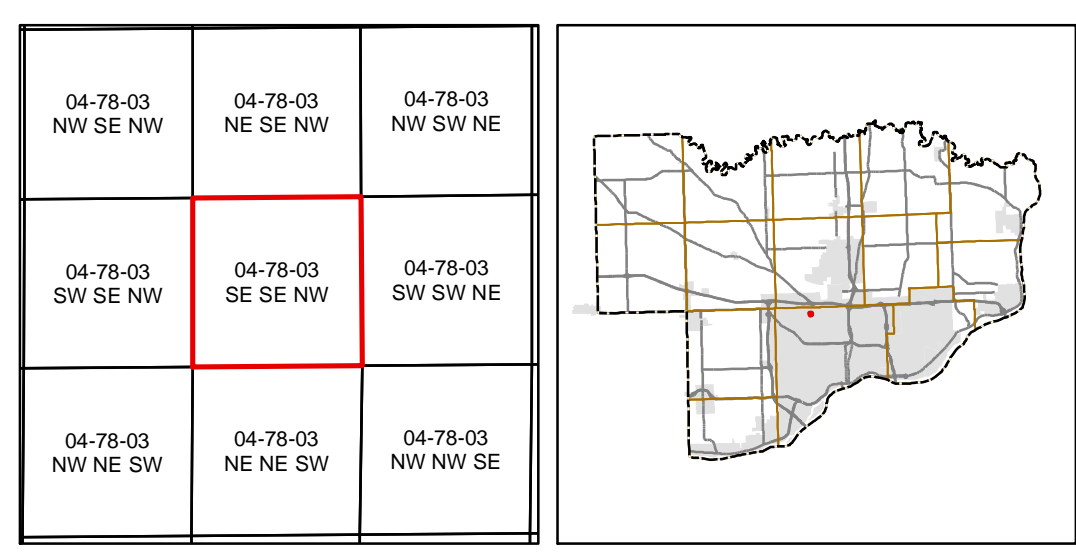 04-78-03
NW SE NW
04-78-03
NE SE NW
04-78-03
NW SW NE
04-78-03
SW SE NW
04-78-03
SE SE NW
04-78-03
SW SW NE
04-78-03
NW NE SW
04-78-03
NE NE SW
04-78-03
NW NW SE